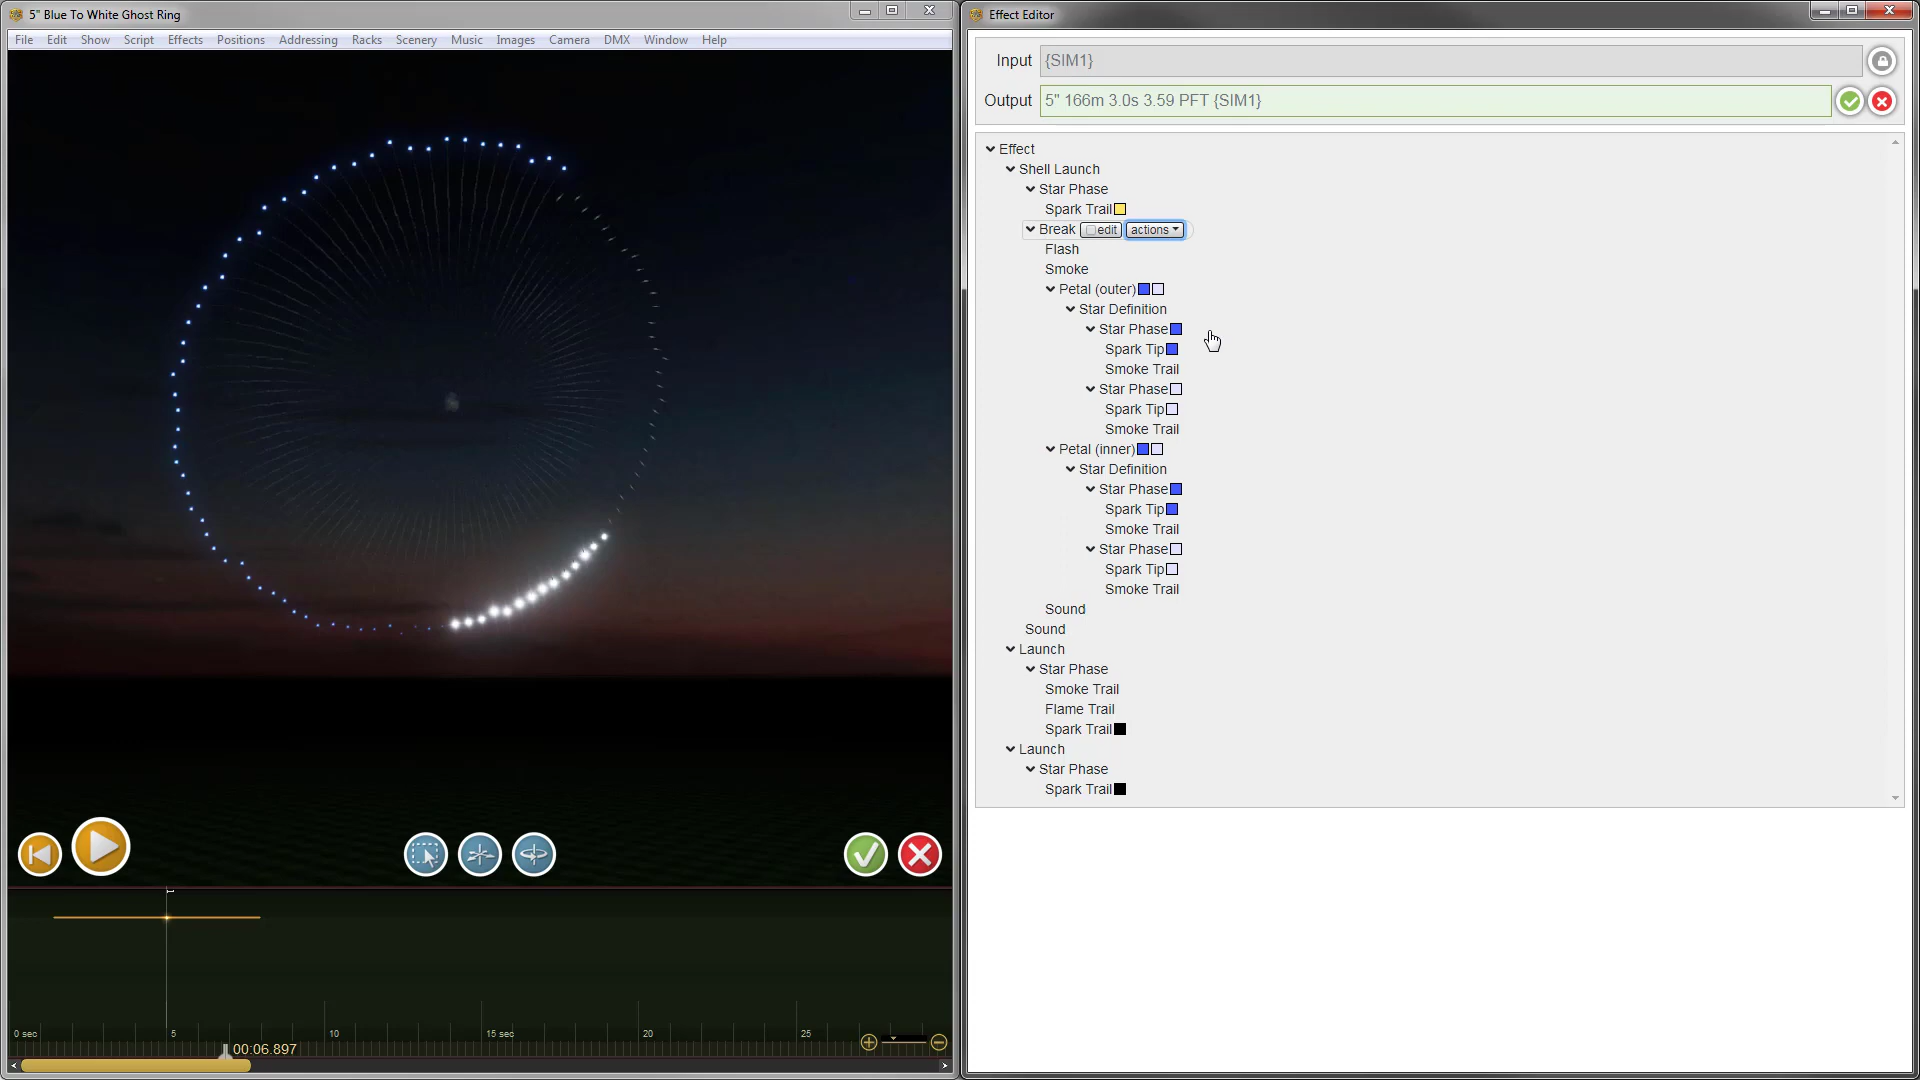 5" Blue To White Ghost Ring
File Edit Show Script Effects Positions Addressing Racks Scenery Music Images Camera DMX Window Help
0 sec 5 10 15 sec 20 25
00:06.897
Effect Editor
Input {SIM1}
Output 5" 166m 3.0s 3.59 PFT {SIM1}
Effect
Shell Launch
Star Phase
Spark Trail
Break edit actions
Flash
Smoke
Petal (outer)
Star Definition
Star Phase
Spark Tip
Smoke Trail
Star Phase
Spark Tip
Smoke Trail
Petal (inner)
Star Definition
Star Phase
Spark Tip
Smoke Trail
Star Phase
Spark Tip
Smoke Trail
Sound
Sound
Launch
Star Phase
Smoke Trail
Flame Trail
Spark Trail
Launch
Star Phase
Spark Trail